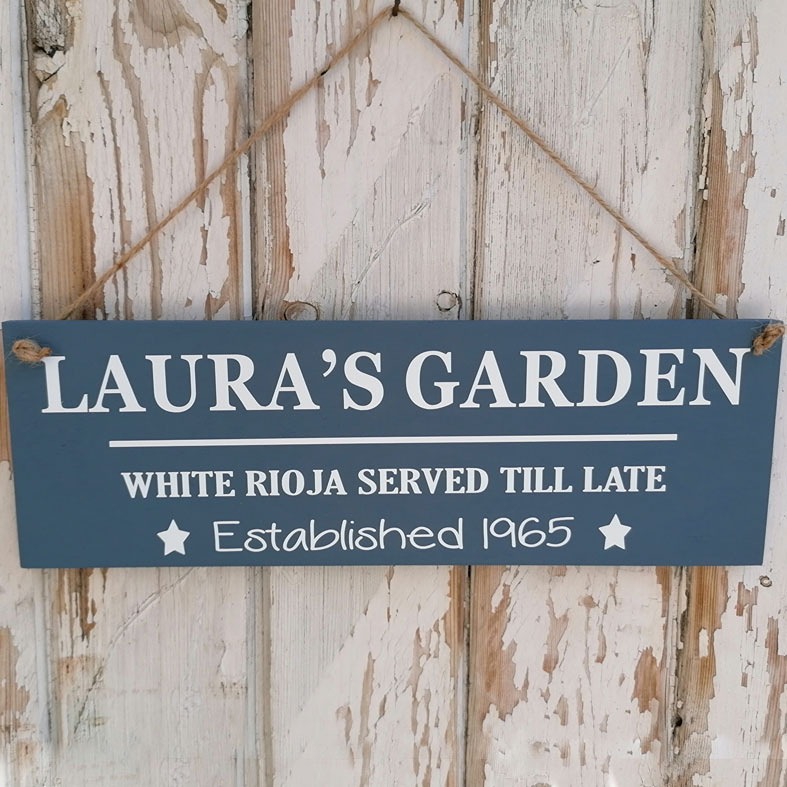 LAURA'S GARDEN
WHITE RIOJA SERVED TILL LATE
Established 1965